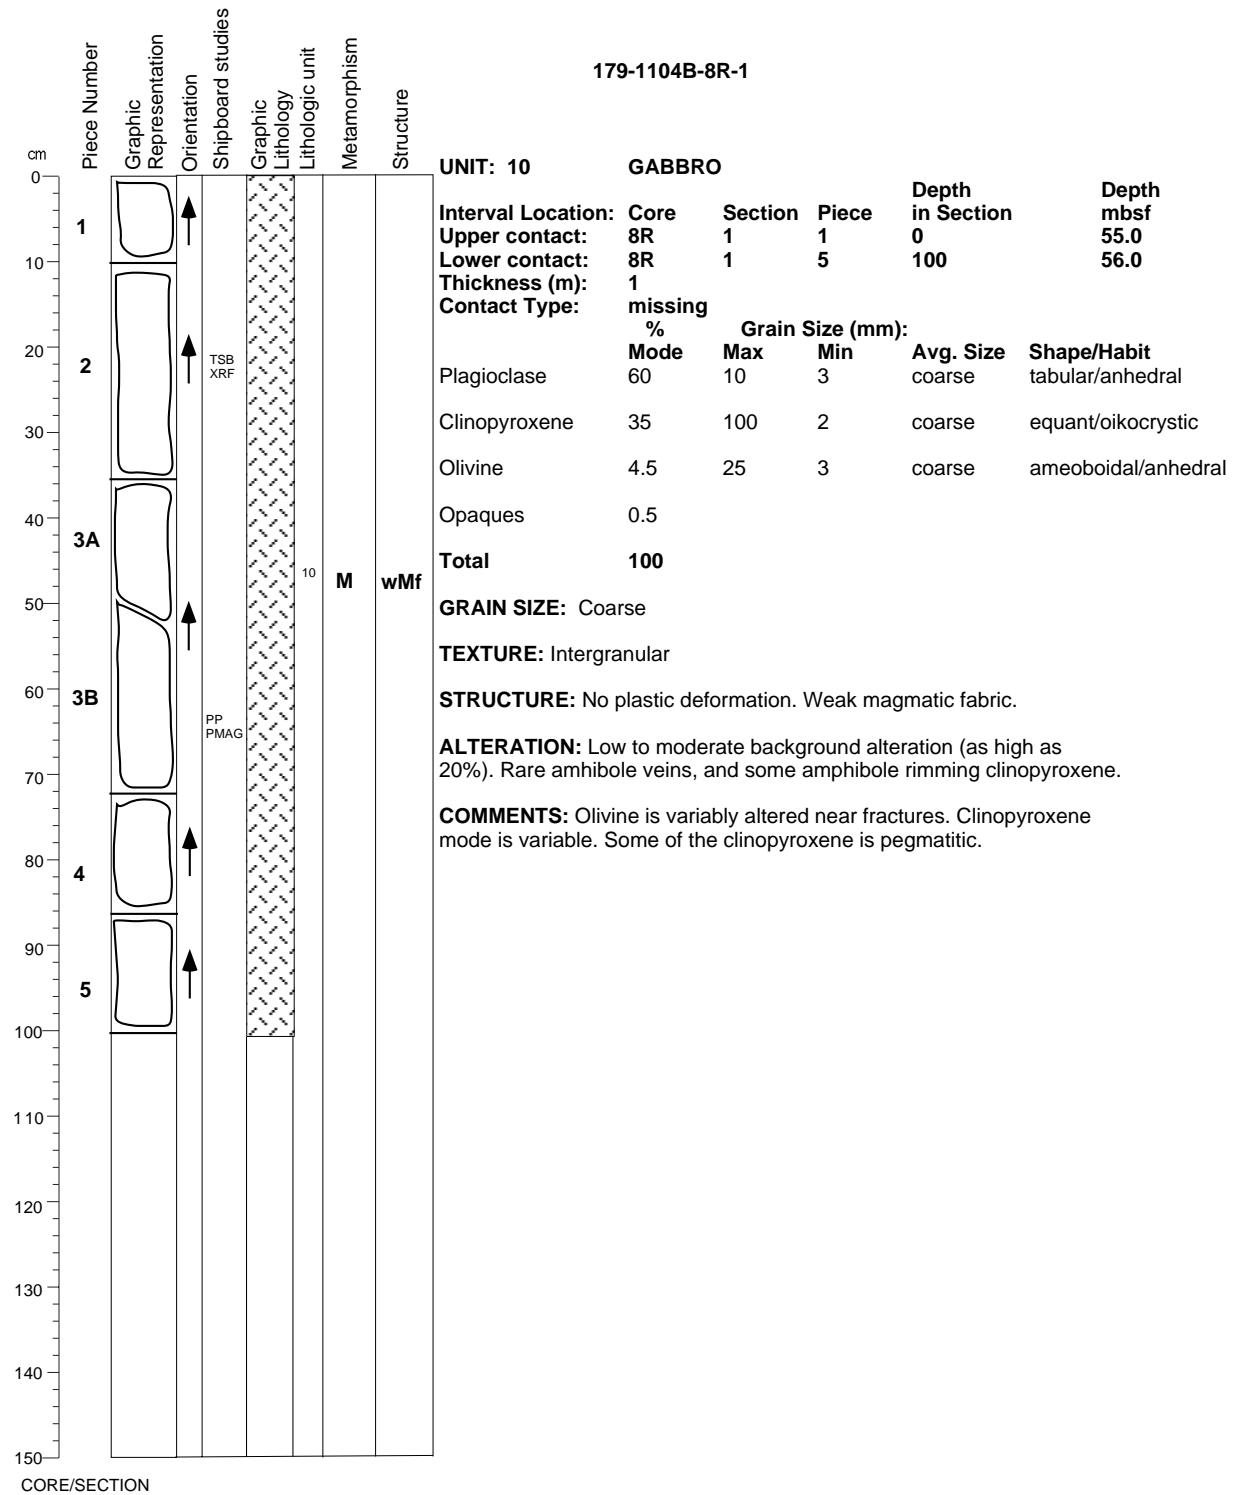 179-1104B-8R-1
cm
Piece Number
Graphic
Representation
Orientation
Shipboard studies
Graphic
Lithology
Lithologic unit
Metamorphism
Structure
0
10
20
30
40
50
60
70
80
90
100
110
120
130
140
150
1
2
3A
3B
4
5
TSB
XRF
PP
PMAG
10
M
wMf
CORE/SECTION
UNIT: 10 GABBRO
Depth Depth
Interval Location: Core Section Piece in Section mbsf
Upper contact: 8R 1 1 0 55.0
Lower contact: 8R 1 5 100 56.0
Thickness (m): 1
Contact Type: missing
% Grain Size (mm):
Mode Max Min Avg. Size Shape/Habit
Plagioclase 60 10 3 coarse tabular/anhedral
Clinopyroxene 35 100 2 coarse equant/oikocrystic
Olivine 4.5 25 3 coarse ameoboidal/anhedral
Opaques 0.5
Total 100
GRAIN SIZE: Coarse
TEXTURE: Intergranular
STRUCTURE: No plastic deformation. Weak magmatic fabric.
ALTERATION: Low to moderate background alteration (as high as
20%). Rare amhibole veins, and some amphibole rimming clinopyroxene.
COMMENTS: Olivine is variably altered near fractures. Clinopyroxene
mode is variable. Some of the clinopyroxene is pegmatitic.